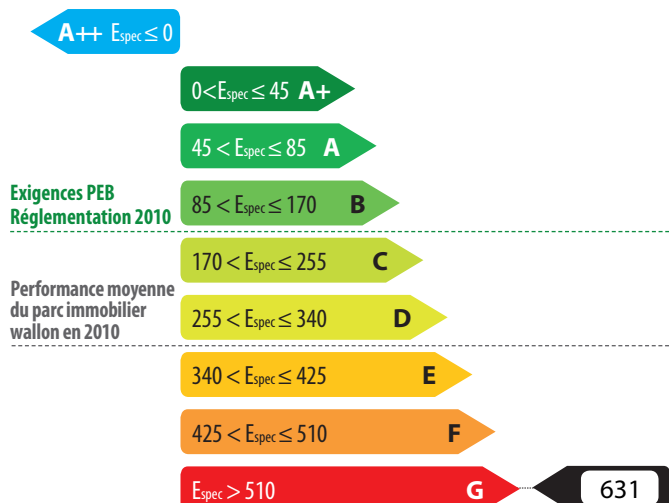 A++ Espec ≤ 0
0<Espec ≤ 45 A+
45 < Espec ≤ 85 A
Exigences PEB
Réglementation 2010
85 < Espec ≤ 170 B
170 < Espec ≤ 255 C
Performance moyenne
du parc immobilier
wallon en 2010
255 < Espec ≤ 340 D
340 < Espec ≤ 425 E
425 < Espec ≤ 510 F
Espec > 510 G
631